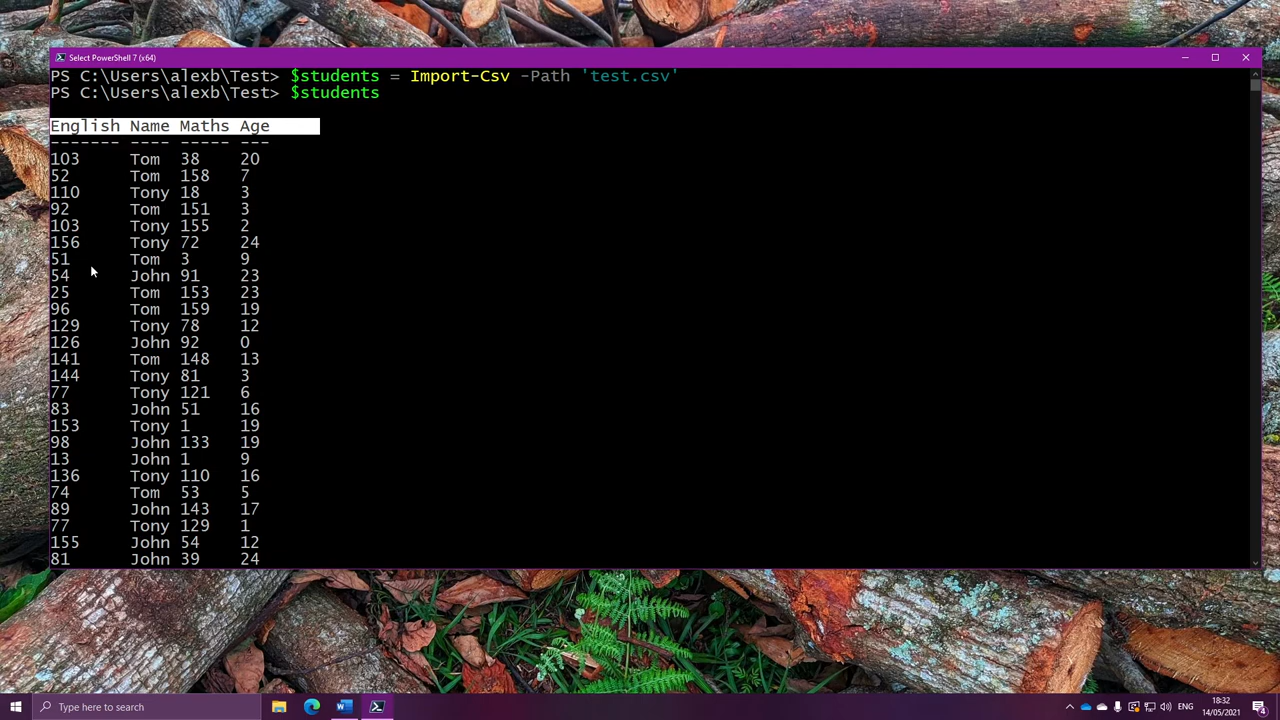 Select PowerShell 7 (x64)
PS C:\Users\alexb\Test> $students = Import-Csv -Path 'test.csv'
PS C:\Users\alexb\Test> $students
English Name Maths Age
------- ---- ----- ---
103 Tom 38 20
52 Tom 158 7
110 Tony 18 3
92 Tom 151 3
103 Tony 155 2
156 Tony 72 24
51 Tom 3 9
54 John 91 23
25 Tom 153 23
96 Tom 159 19
129 Tony 78 12
126 John 92 0
141 Tom 148 13
144 Tony 81 3
77 Tony 121 6
83 John 51 16
153 Tony 1 19
98 John 133 19
13 John 1 9
136 Tony 110 16
74 Tom 53 5
89 John 143 17
77 Tony 129 1
155 John 54 12
81 John 39 24
Type here to search
ENG
18:32
14/05/2021
4